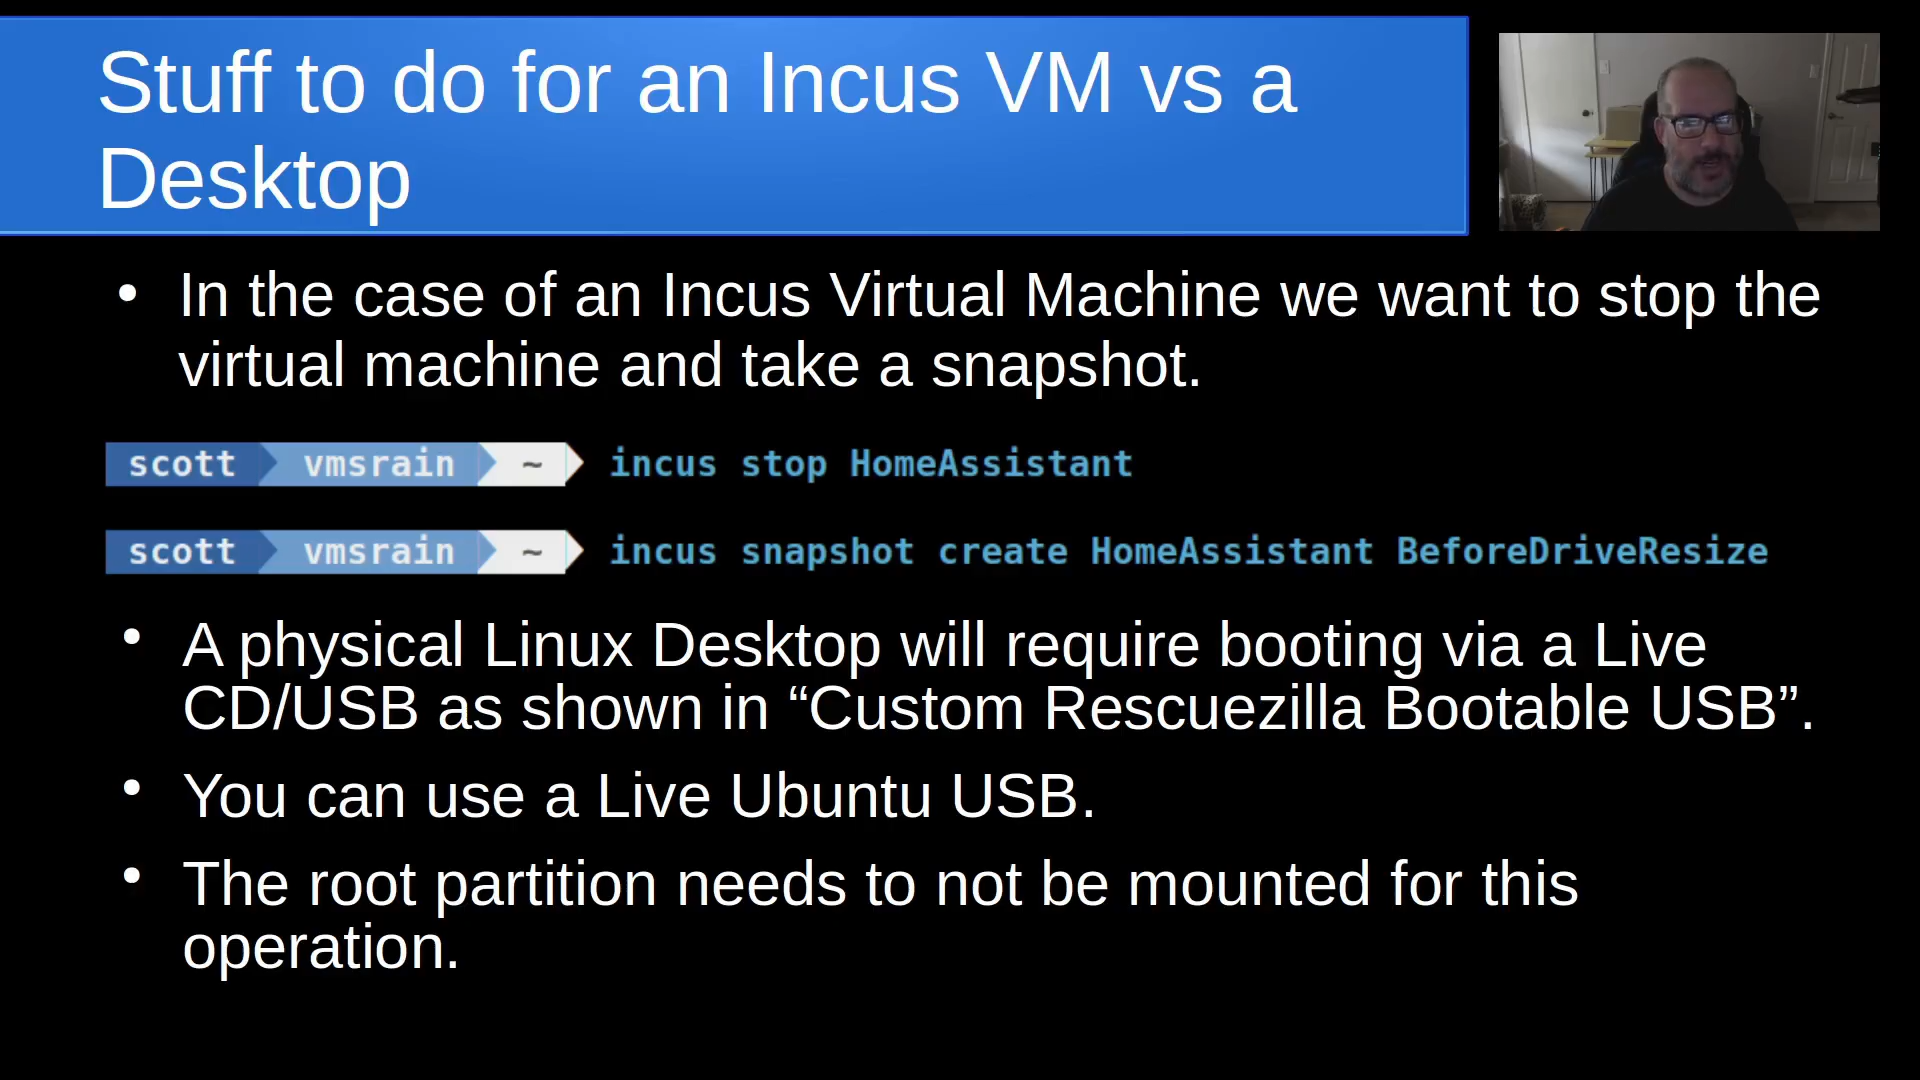 Stuff to do for an Incus VM vs a
Desktop
• In the case of an Incus Virtual Machine we want to stop the
virtual machine and take a snapshot.
scott vmsrain ~ incus stop HomeAssistant
scott vmsrain ~ incus snapshot create HomeAssistant BeforeDriveResize
• A physical Linux Desktop will require booting via a Live
CD/USB as shown in “Custom Rescuezilla Bootable USB”.
• You can use a Live Ubuntu USB.
• The root partition needs to not be mounted for this
operation.